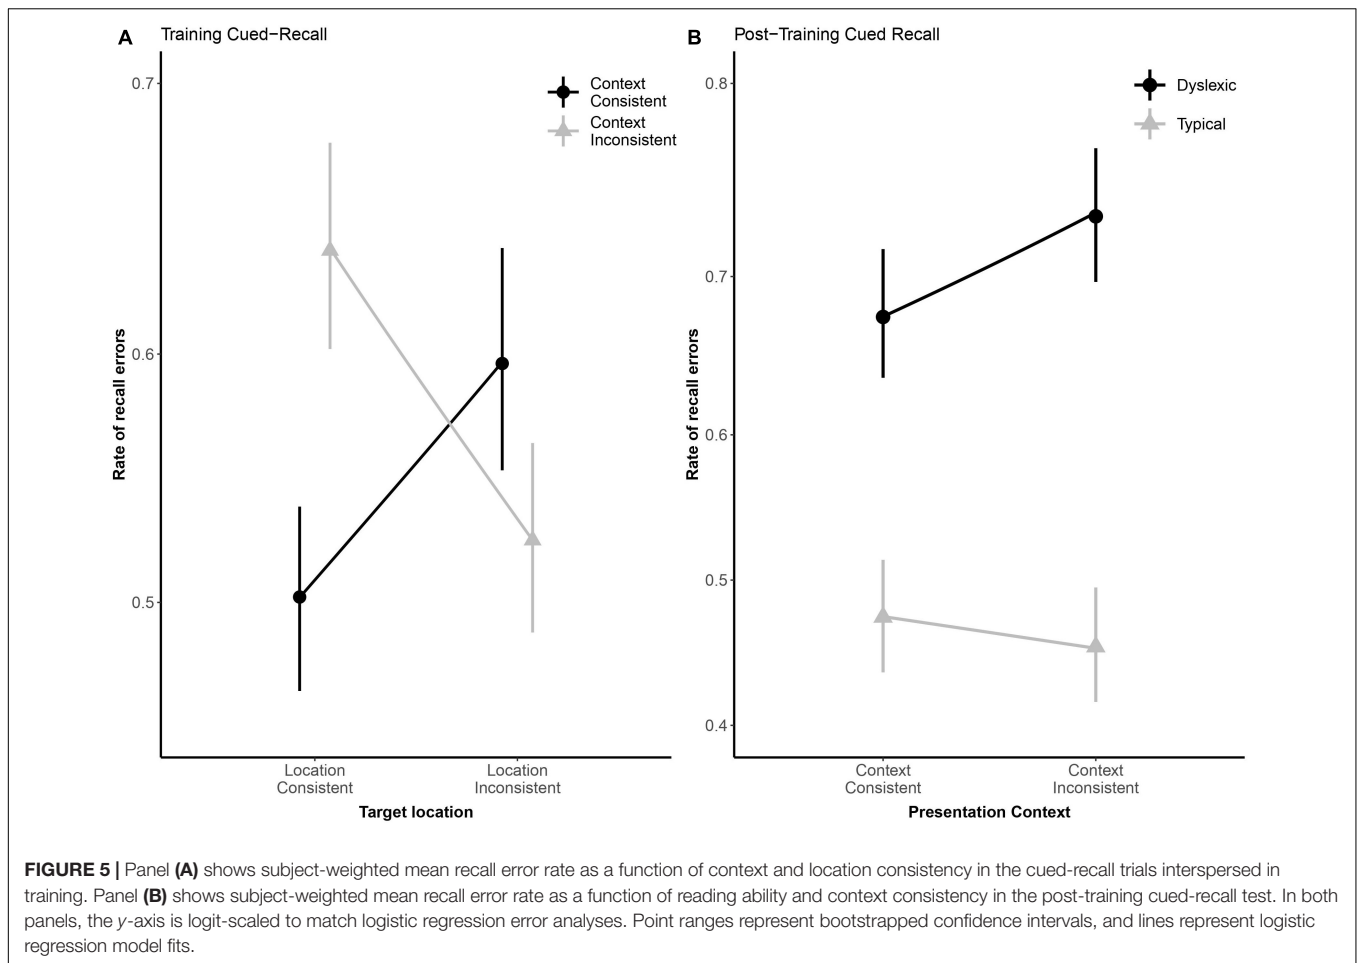 A Training Cued−Recall
0.7
0.6
0.5
Rate of recall errors
Context
Consistent
Context
Inconsistent
Location
Consistent
Location
Inconsistent
Target location
B Post−Training Cued Recall
0.8
0.7
0.6
0.5
0.4
Rate of recall errors
Dyslexic
Typical
Context
Consistent
Context
Inconsistent
Presentation Context
FIGURE 5 | Panel (A) shows subject-weighted mean recall error rate as a function of context and location consistency in the cued-recall trials interspersed in
training. Panel (B) shows subject-weighted mean recall error rate as a function of reading ability and context consistency in the post-training cued-recall test. In both
panels, the y-axis is logit-scaled to match logistic regression error analyses. Point ranges represent bootstrapped confidence intervals, and lines represent logistic
regression model fits.